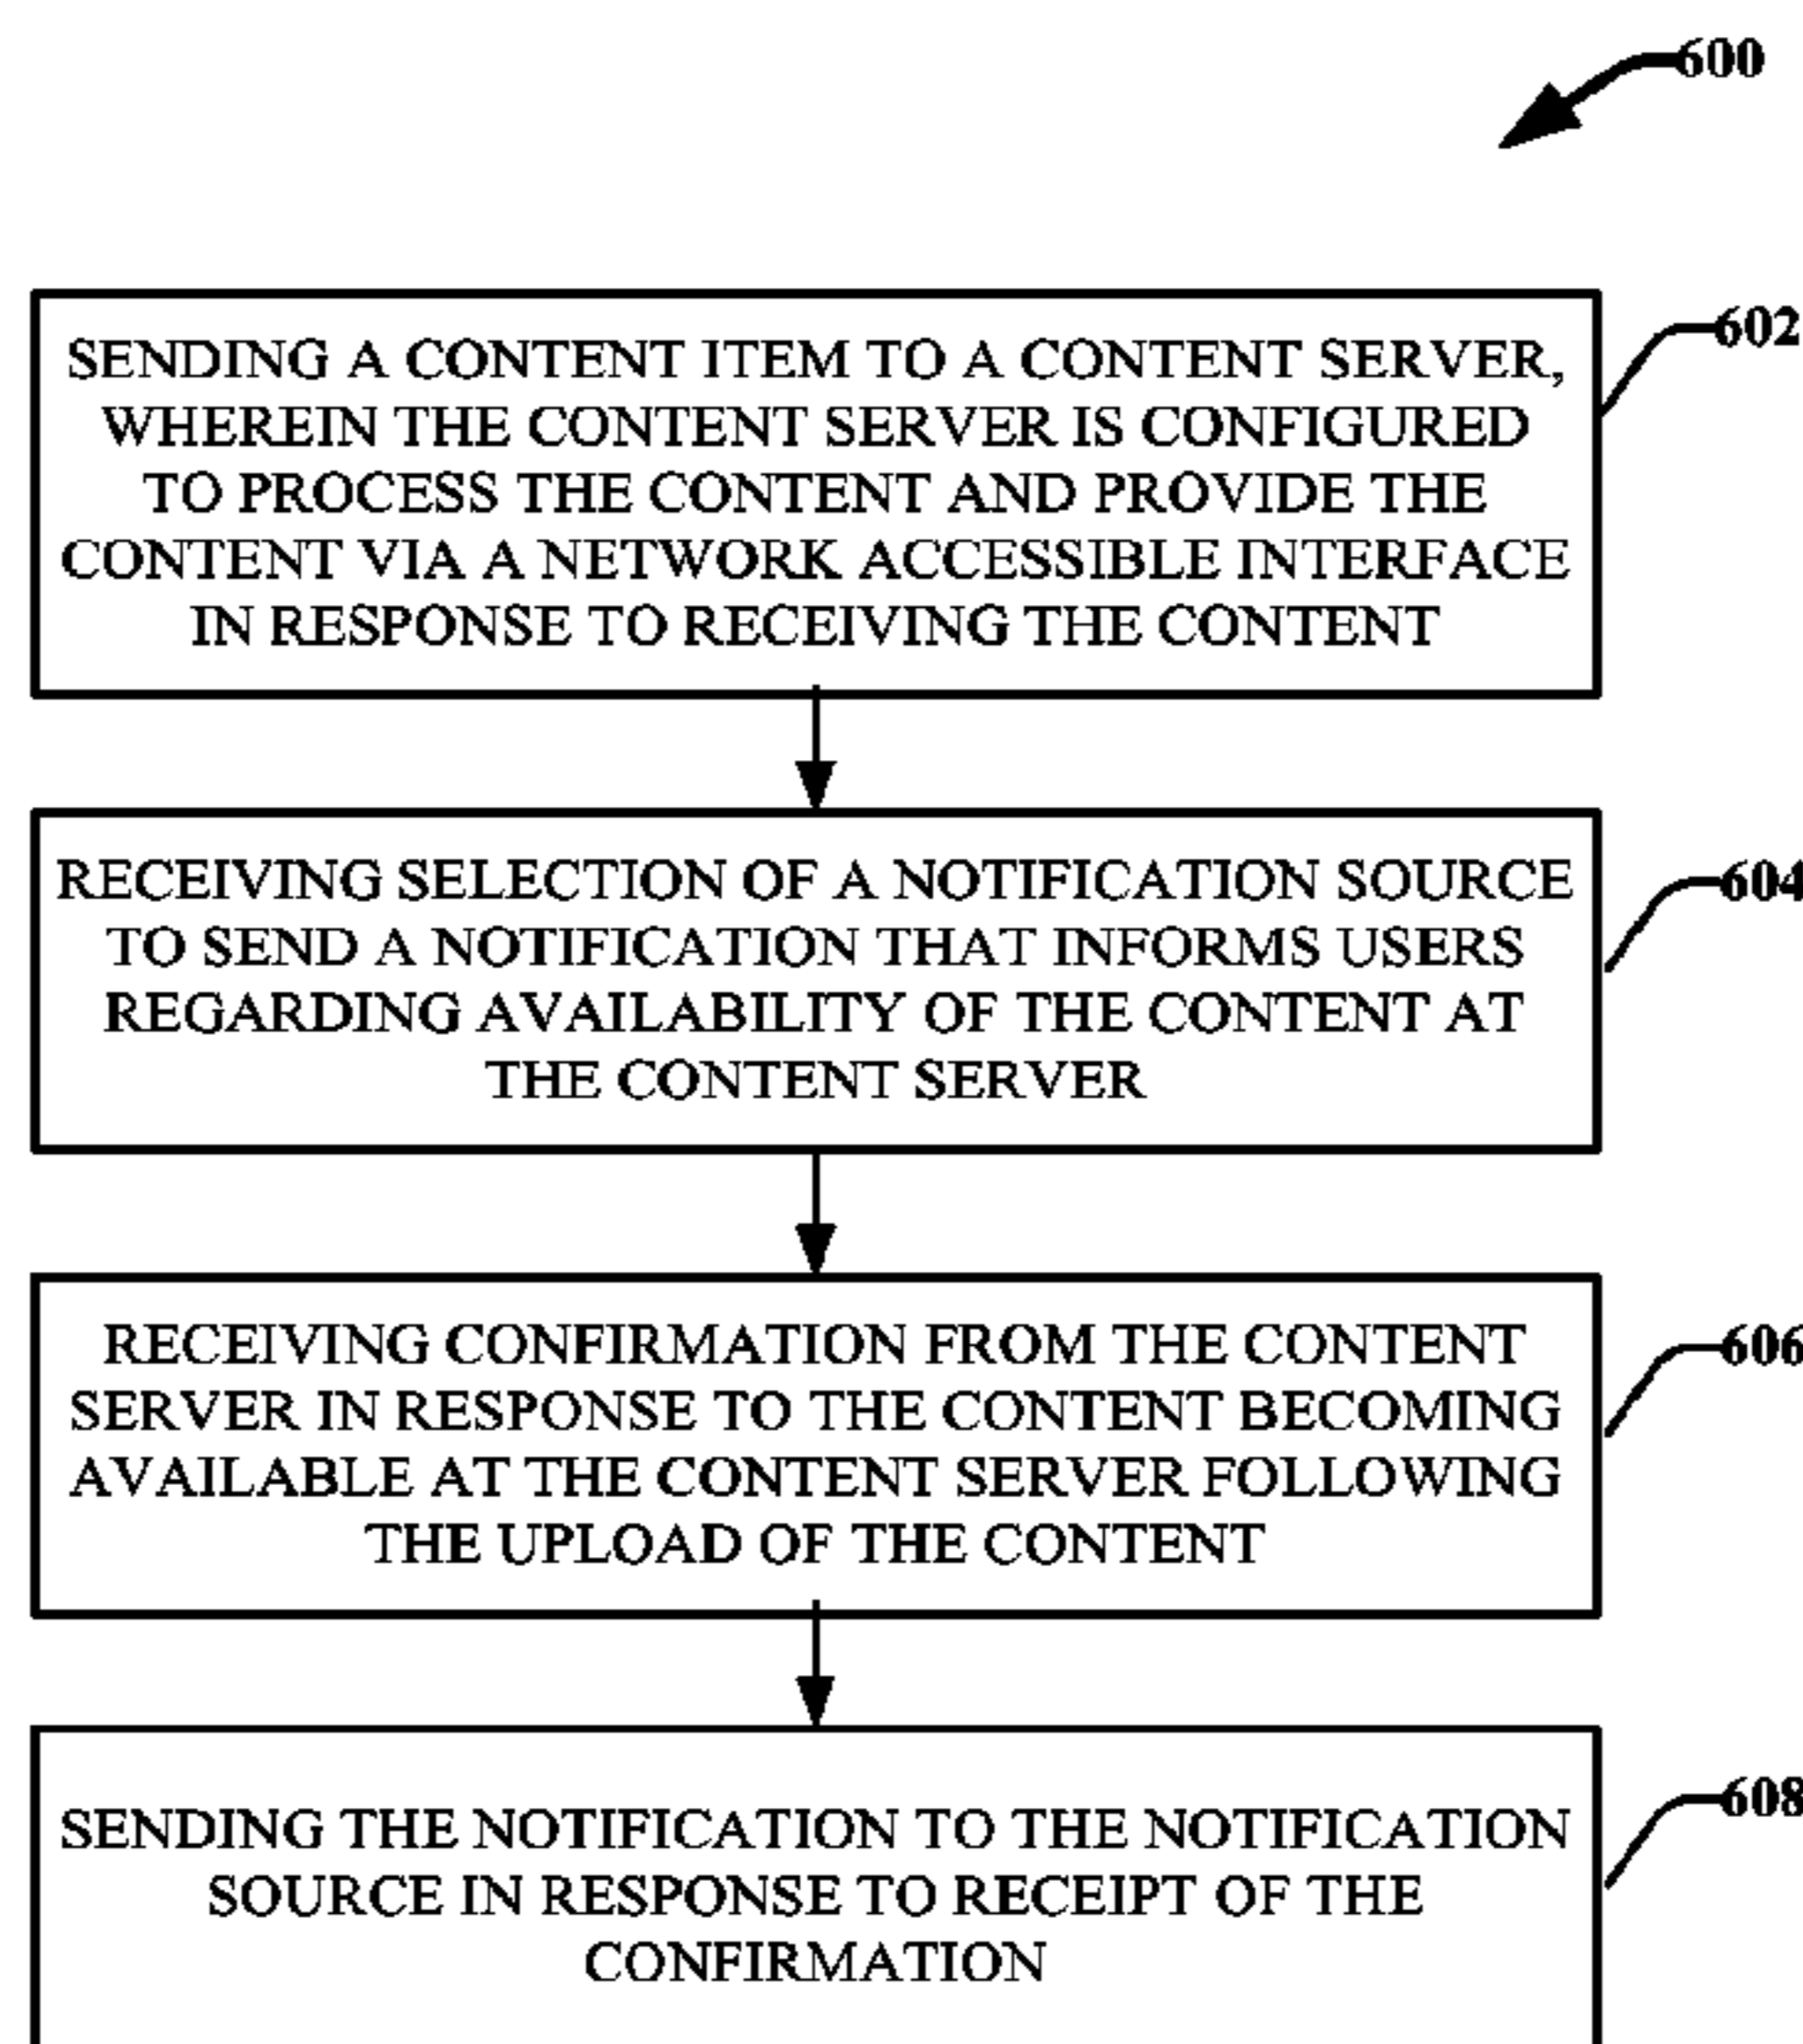 600
602
SENDING A CONTENT ITEM TO A CONTENT SERVER,
WHEREIN THE CONTENT SERVER IS CONFIGURED
TO PROCESS THE CONTENT AND PROVIDE THE
CONTENT VIA A NETWORK ACCESSIBLE INTERFACE
IN RESPONSE TO RECEIVING THE CONTENT
604
RECEIVING SELECTION OF A NOTIFICATION SOURCE
TO SEND A NOTIFICATION THAT INFORMS USERS
REGARDING AVAILABILITY OF THE CONTENT AT
THE CONTENT SERVER
606
RECEIVING CONFIRMATION FROM THE CONTENT
SERVER IN RESPONSE TO THE CONTENT BECOMING
AVAILABLE AT THE CONTENT SERVER FOLLOWING
THE UPLOAD OF THE CONTENT
608
SENDING THE NOTIFICATION TO THE NOTIFICATION
SOURCE IN RESPONSE TO RECEIPT OF THE
CONFIRMATION